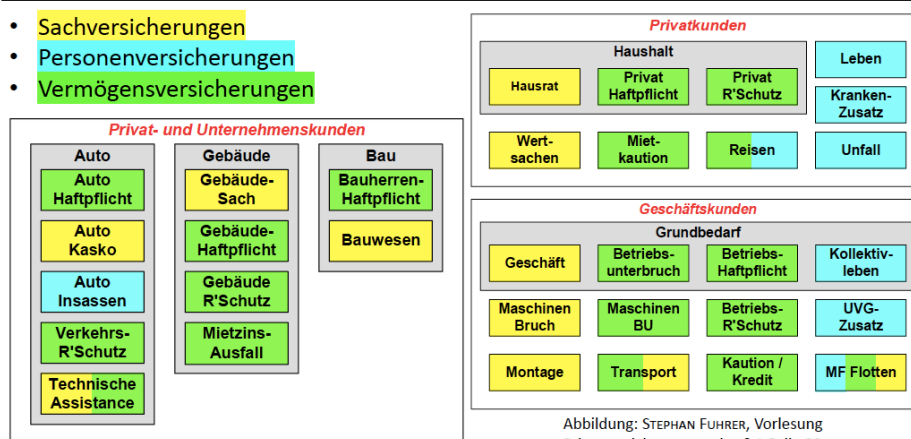 • Sachversicherungen
• Personenversicherungen
• Vermögensversicherungen
Privat- und Unternehmenskunden
Auto
Auto
Haftpflicht
Auto
Kasko
Auto
Insassen
Verkehrs-
R'Schutz
Technische
Assistance
Gebäude
Gebäude-
Sach
Gebäude-
Haftpflicht
Gebäude
R'Schutz
Mietzins-
Ausfall
Bau
Bauherren-
Haftpflicht
Bauwesen
Privatkunden
Haushalt
Hausrat
Privat
Haftpflicht
Privat
R'Schutz
Leben
Kranken-
Zusatz
Wert-
sachen
Miet-
kaution
Reisen
Unfall
Geschäftskunden
Grundbedarf
Geschäft
Betriebs-
unterbruch
Betriebs-
Haftpflicht
Kollektiv-
leben
Maschinen
Bruch
Maschinen
BU
Betriebs-
R'Schutz
UVG-
Zusatz
Montage
Transport
Kaution /
Kredit
MF Flotten
Abbildung: STEPHAN FUHRER, Vorlesung